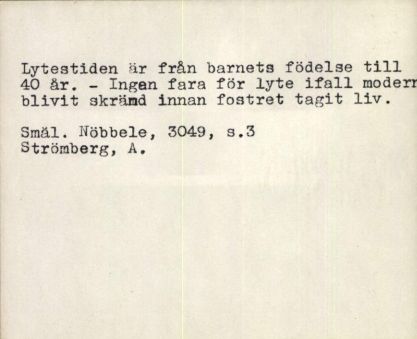 Lytestiden är från barnets födelse till
40 år. - Ingen fara för lyte ifall modern
blivit skrämd innan fostret tagit liv.
Smål. Nöbbele, 3049, s.3
Strömberg, A.